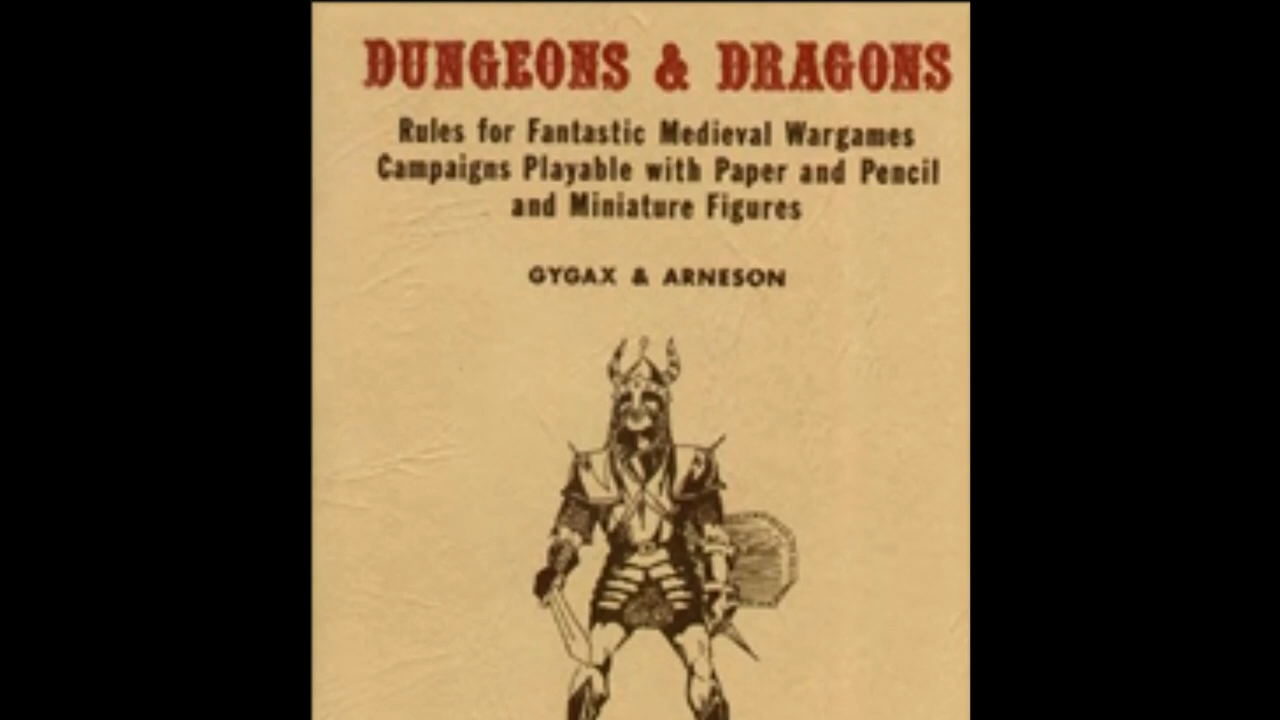 DUNGEONS & DRAGONS
Rules for Fantastic Medieval Wargames
Campaigns Playable with Paper and Pencil
and Miniature Figures
GYGAX & ARNESON